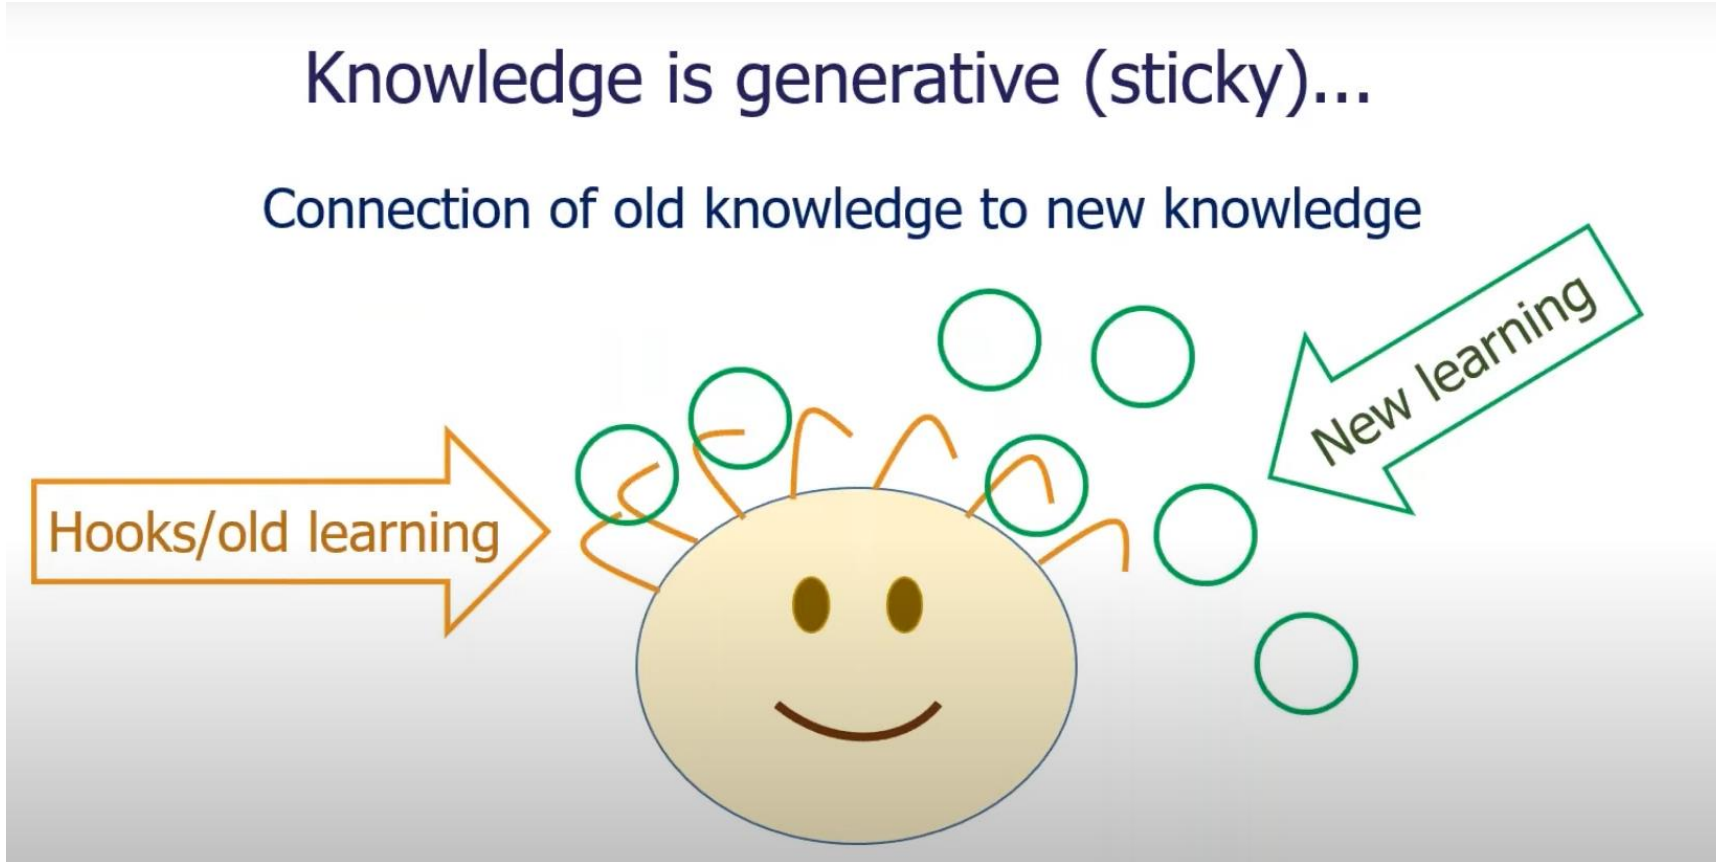 Knowledge is generative (sticky)...
Connection of old knowledge to new knowledge
New learning
Hooks/old learning